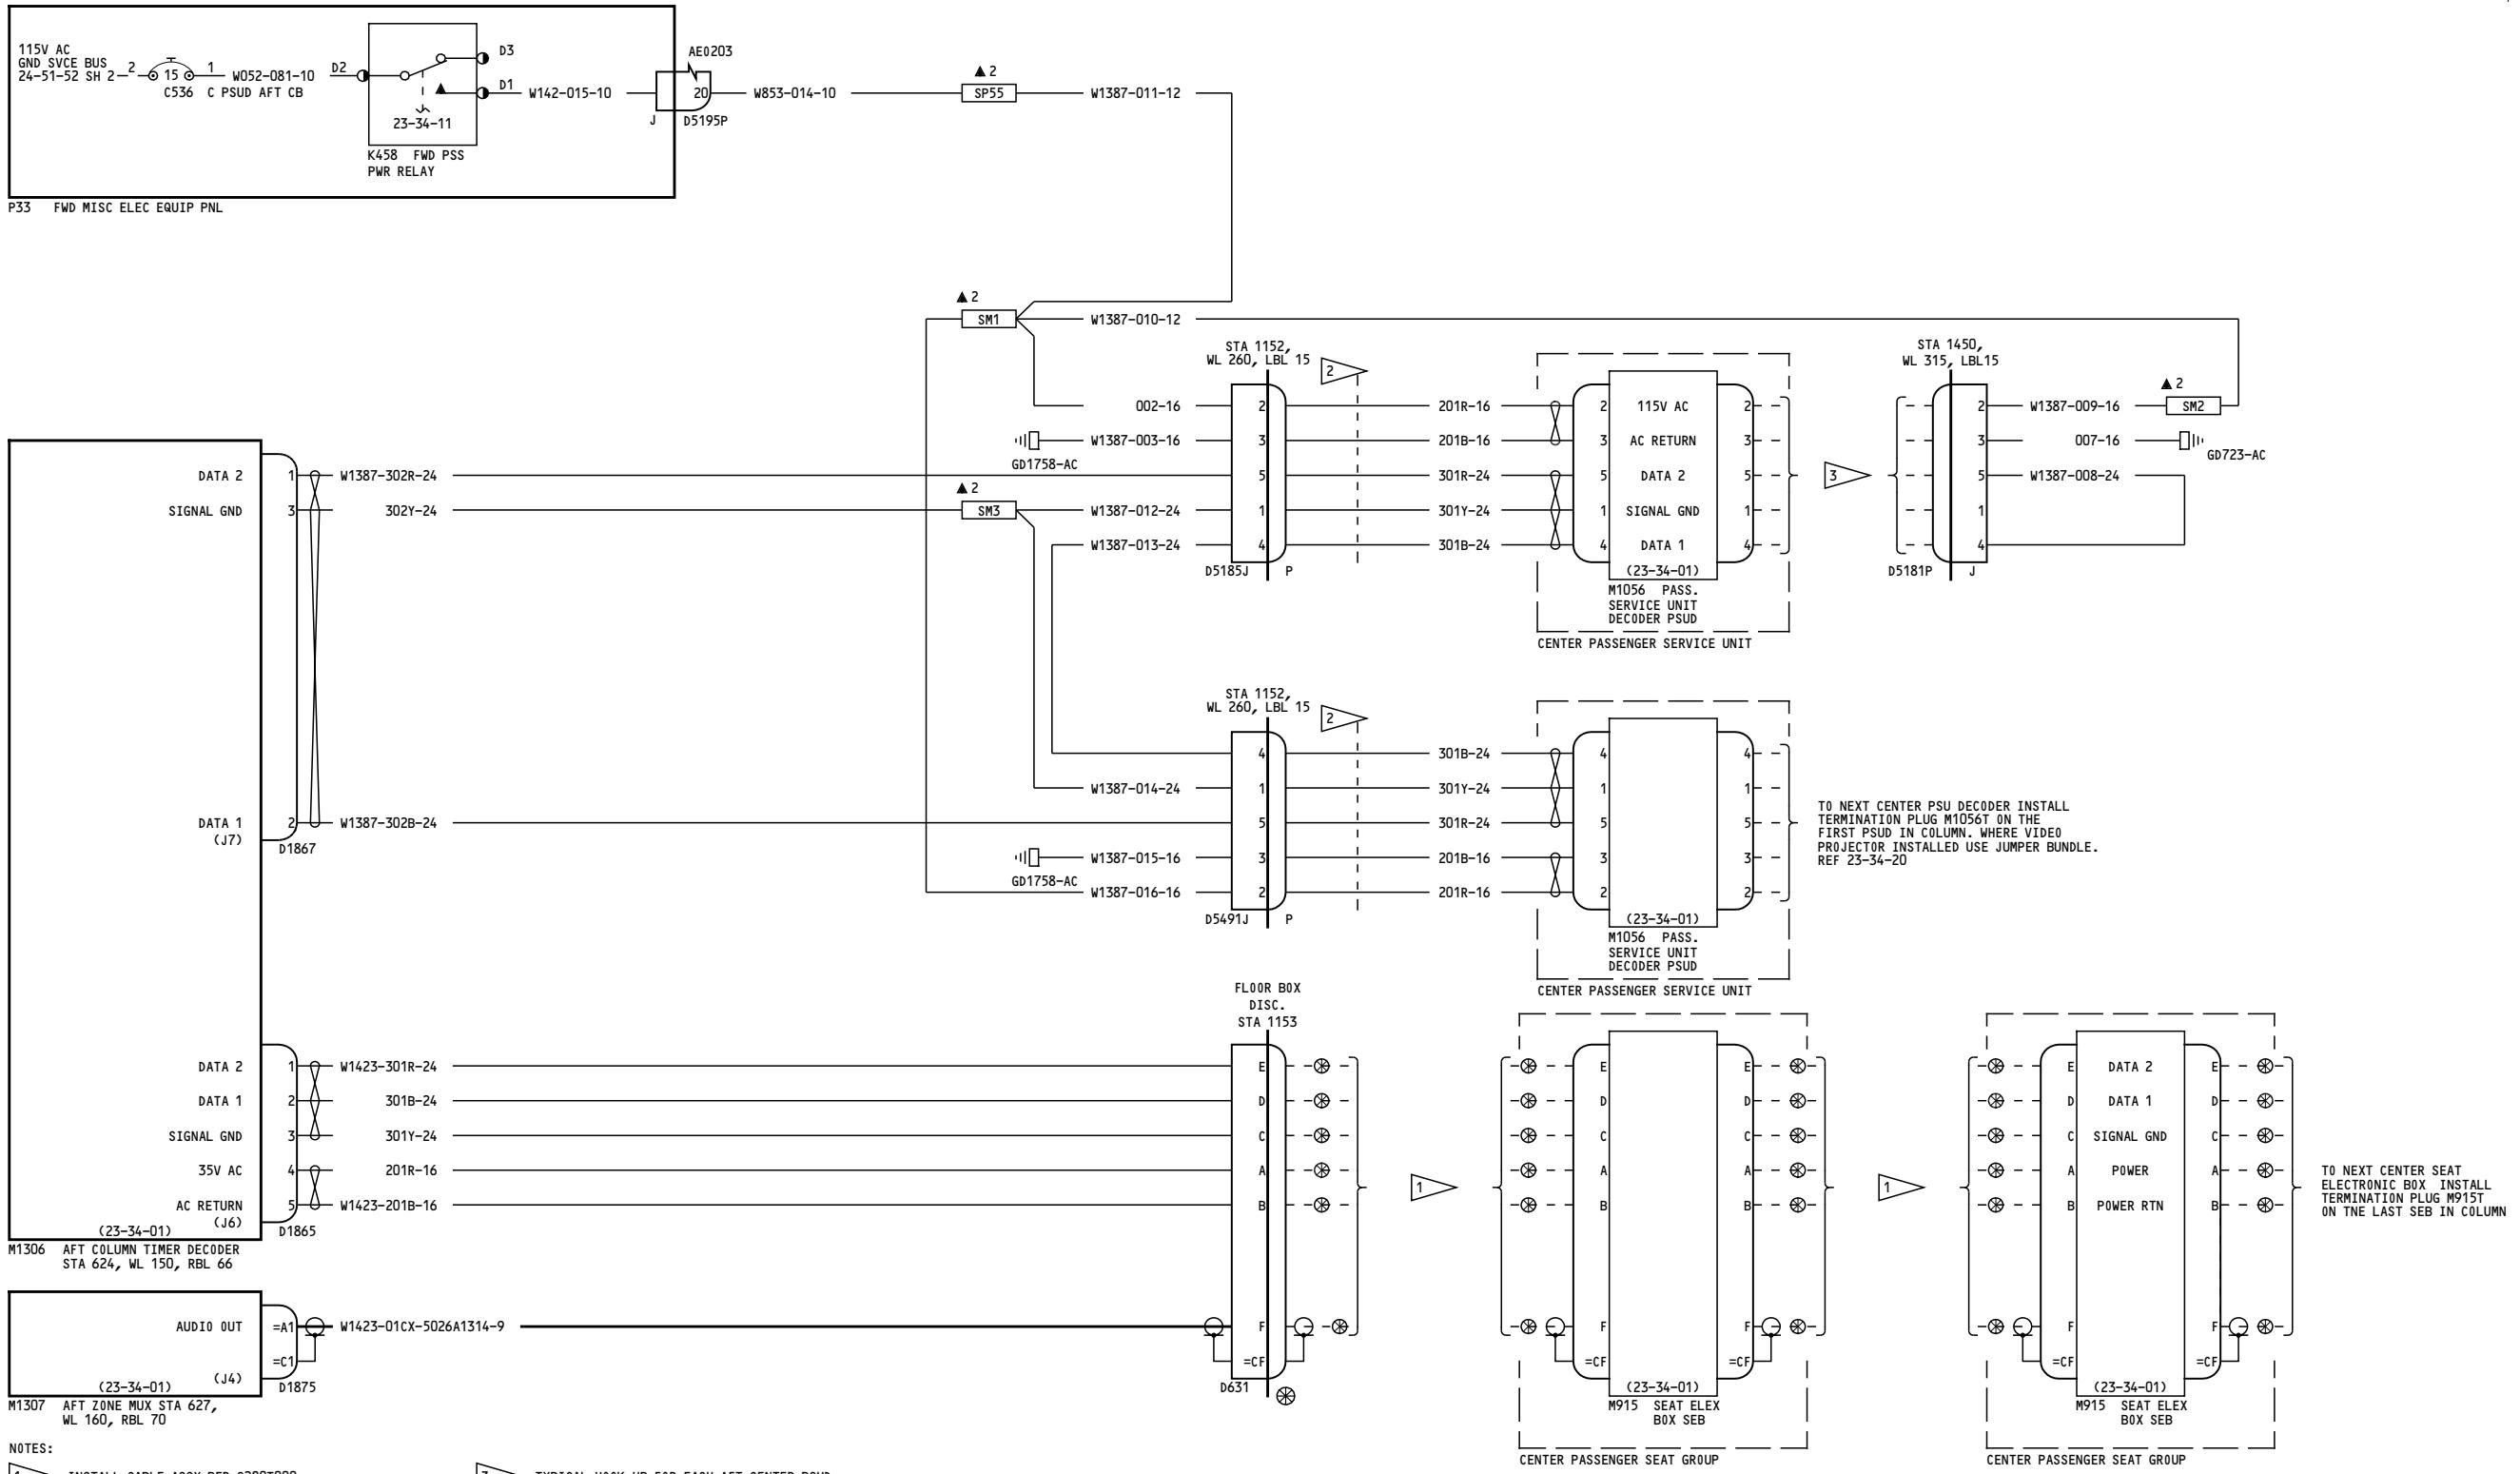 115V AC
GND SVCE BUS
24-51-52 SH 2
2
15
1
W052-081-10
C536 C PSUD AFT CB
D2
D3
D1
23-34-11
K458 FWD PSS
PWR RELAY
W142-015-10
AE0203
20
J
D5195P
W853-014-10
▲ 2
SP55
W1387-011-12
P33 FWD MISC ELEC EQUIP PNL
▲ 2
SM1
W1387-010-12
STA 1152,
WL 260, LBL 15
2
002-16
2
201R-16
2
115V AC
2
W1387-003-16
3
201B-16
3
AC RETURN
3
GD1758-AC
5
301R-24
5
DATA 2
5
▲ 2
SM3
W1387-012-24
1
301Y-24
1
SIGNAL GND
1
W1387-013-24
4
301B-24
4
DATA 1
4
D5185J
P
(23-34-01)
M1056 PASS.
SERVICE UNIT
DECODER PSUD
CENTER PASSENGER SERVICE UNIT
3
STA 1450,
WL 315, LBL15
2
W1387-009-16
▲ 2
SM2
3
007-16
GD723-AC
5
W1387-008-24
1
4
D5181P
J
DATA 2
1
W1387-302R-24
SIGNAL GND
3
302Y-24
DATA 1
2
W1387-302B-24
(J7)
D1867
STA 1152,
WL 260, LBL 15
2
4
301B-24
4
4
W1387-014-24
1
301Y-24
1
1
5
301R-24
5
5
W1387-015-16
3
201B-16
3
3
GD1758-AC
W1387-016-16
2
201R-16
2
2
D5491J
P
(23-34-01)
M1056 PASS.
SERVICE UNIT
DECODER PSUD
CENTER PASSENGER SERVICE UNIT
TO NEXT CENTER PSU DECODER INSTALL
TERMINATION PLUG M1056T ON THE
FIRST PSUD IN COLUMN. WHERE VIDEO
PROJECTOR INSTALLED USE JUMPER BUNDLE.
REF 23-34-20
DATA 2
1
W1423-301R-24
DATA 1
2
301B-24
SIGNAL GND
3
301Y-24
35V AC
4
201R-16
AC RETURN
5
W1423-201B-16
(J6)
(23-34-01)
D1865
M1306 AFT COLUMN TIMER DECODER
STA 624, WL 150, RBL 66
AUDIO OUT
=A1
W1423-01CX-5026A1314-9
=C1
(J4)
(23-34-01)
D1875
M1307 AFT ZONE MUX STA 627,
WL 160, RBL 70
FLOOR BOX
DISC.
STA 1153
E
D
C
A
B
F
=CF
D631
1
E
E
D
D
C
C
A
A
B
B
F
F
=CF
=CF
(23-34-01)
M915 SEAT ELEX
BOX SEB
CENTER PASSENGER SEAT GROUP
1
E
DATA 2
E
D
DATA 1
D
C
SIGNAL GND
C
A
POWER
A
B
POWER RTN
B
F
F
=CF
=CF
(23-34-01)
M915 SEAT ELEX
BOX SEB
CENTER PASSENGER SEAT GROUP
TO NEXT CENTER SEAT
ELECTRONIC BOX INSTALL
TERMINATION PLUG M915T
ON TNE LAST SEB IN COLUMN
NOTES: